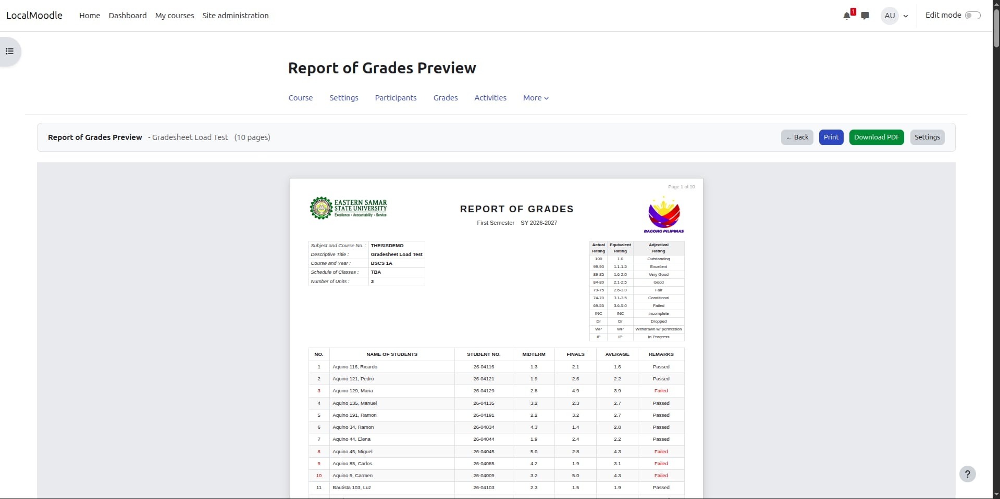 LocalMoodle Home Dashboard My courses Site administration 1 AU Edit mode
Report of Grades Preview
Course Settings Participants Grades Activities More
Report of Grades Preview - Gradesheet Load Test (10 pages) ← Back Print Download PDF Settings
Page 1 of 10
EASTERN SAMAR
STATE UNIVERSITY
Excellence • Accountability • Service
REPORT OF GRADES
First Semester SY 2026-2027
BAGONG PILIPINAS
Subject and Course No. : THESISDEMO
Descriptive Title : Gradesheet Load Test
Course and Year : BSCS 1A
Schedule of Classes : TBA
Number of Units : 3
Actual Rating Equivalent Rating Adjectival Rating
100 1.0 Outstanding
99-90 1.1-1.5 Excellent
89-85 1.6-2.0 Very Good
84-80 2.1-2.5 Good
79-75 2.6-3.0 Fair
74-70 3.1-3.5 Conditional
69-55 3.6-5.0 Failed
INC INC Incomplete
Dr Dr Dropped
WP WP Withdrawn w/ permission
IP IP In Progress
NO. NAME OF STUDENTS STUDENT NO. MIDTERM FINALS AVERAGE REMARKS
1 Aquino 116, Ricardo 26-04116 1.3 2.1 1.6 Passed
2 Aquino 121, Pedro 26-04121 1.9 2.6 2.2 Passed
3 Aquino 129, Maria 26-04129 2.8 4.9 3.9 Failed
4 Aquino 135, Manuel 26-04135 3.2 2.3 2.7 Passed
5 Aquino 191, Ramon 26-04191 2.2 3.2 2.7 Passed
6 Aquino 34, Ramon 26-04034 4.3 1.4 2.8 Passed
7 Aquino 44, Elena 26-04044 1.9 2.4 2.2 Passed
8 Aquino 45, Miguel 26-04045 5.0 2.8 4.3 Failed
9 Aquino 85, Carlos 26-04085 4.2 1.9 3.1 Failed
10 Aquino 9, Carmen 26-04009 3.2 5.0 4.3 Failed
11 Bautista 103, Luz 26-04103 2.3 1.5 1.9 Passed
?